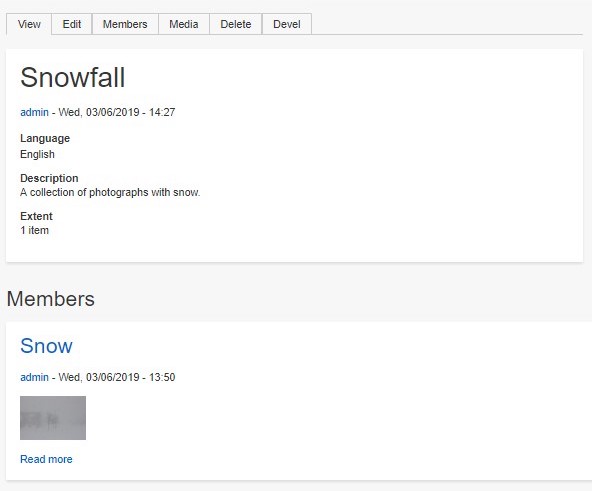 View Edit Members Media Delete Devel
Snowfall
admin - Wed, 03/06/2019 - 14:27
Language
English
Description
A collection of photographs with snow.
Extent
1 item
Members
Snow
admin - Wed, 03/06/2019 - 13:50
Read more